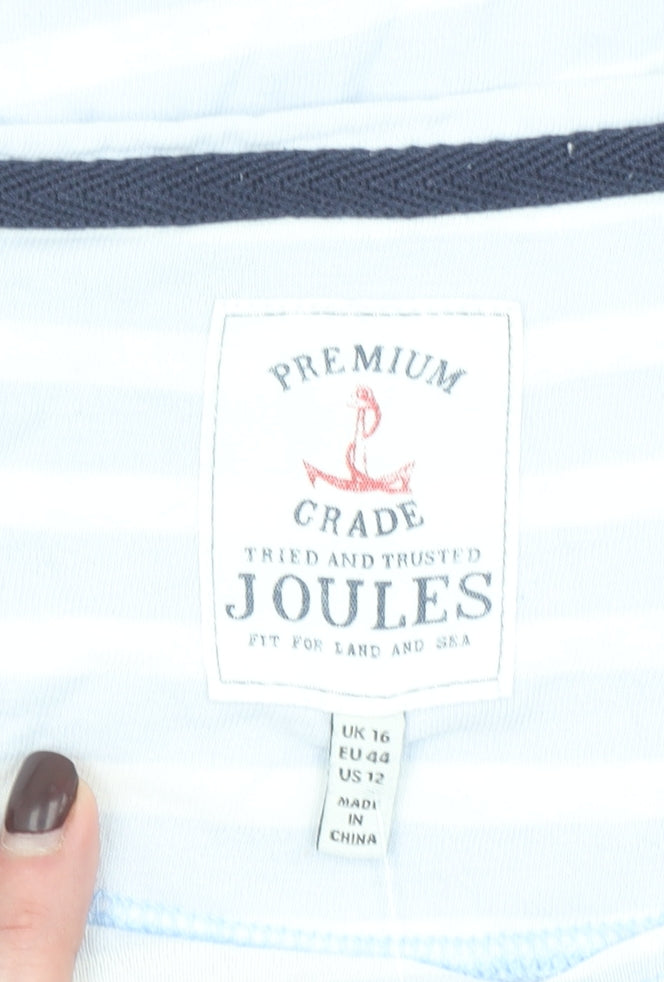 PREMIUM
GRADE
TRIED AND TRUSTED
JOULES
FIT FOR LAND AND SEA
UK 16
EU 44
US 12
MADE
IN
CHINA